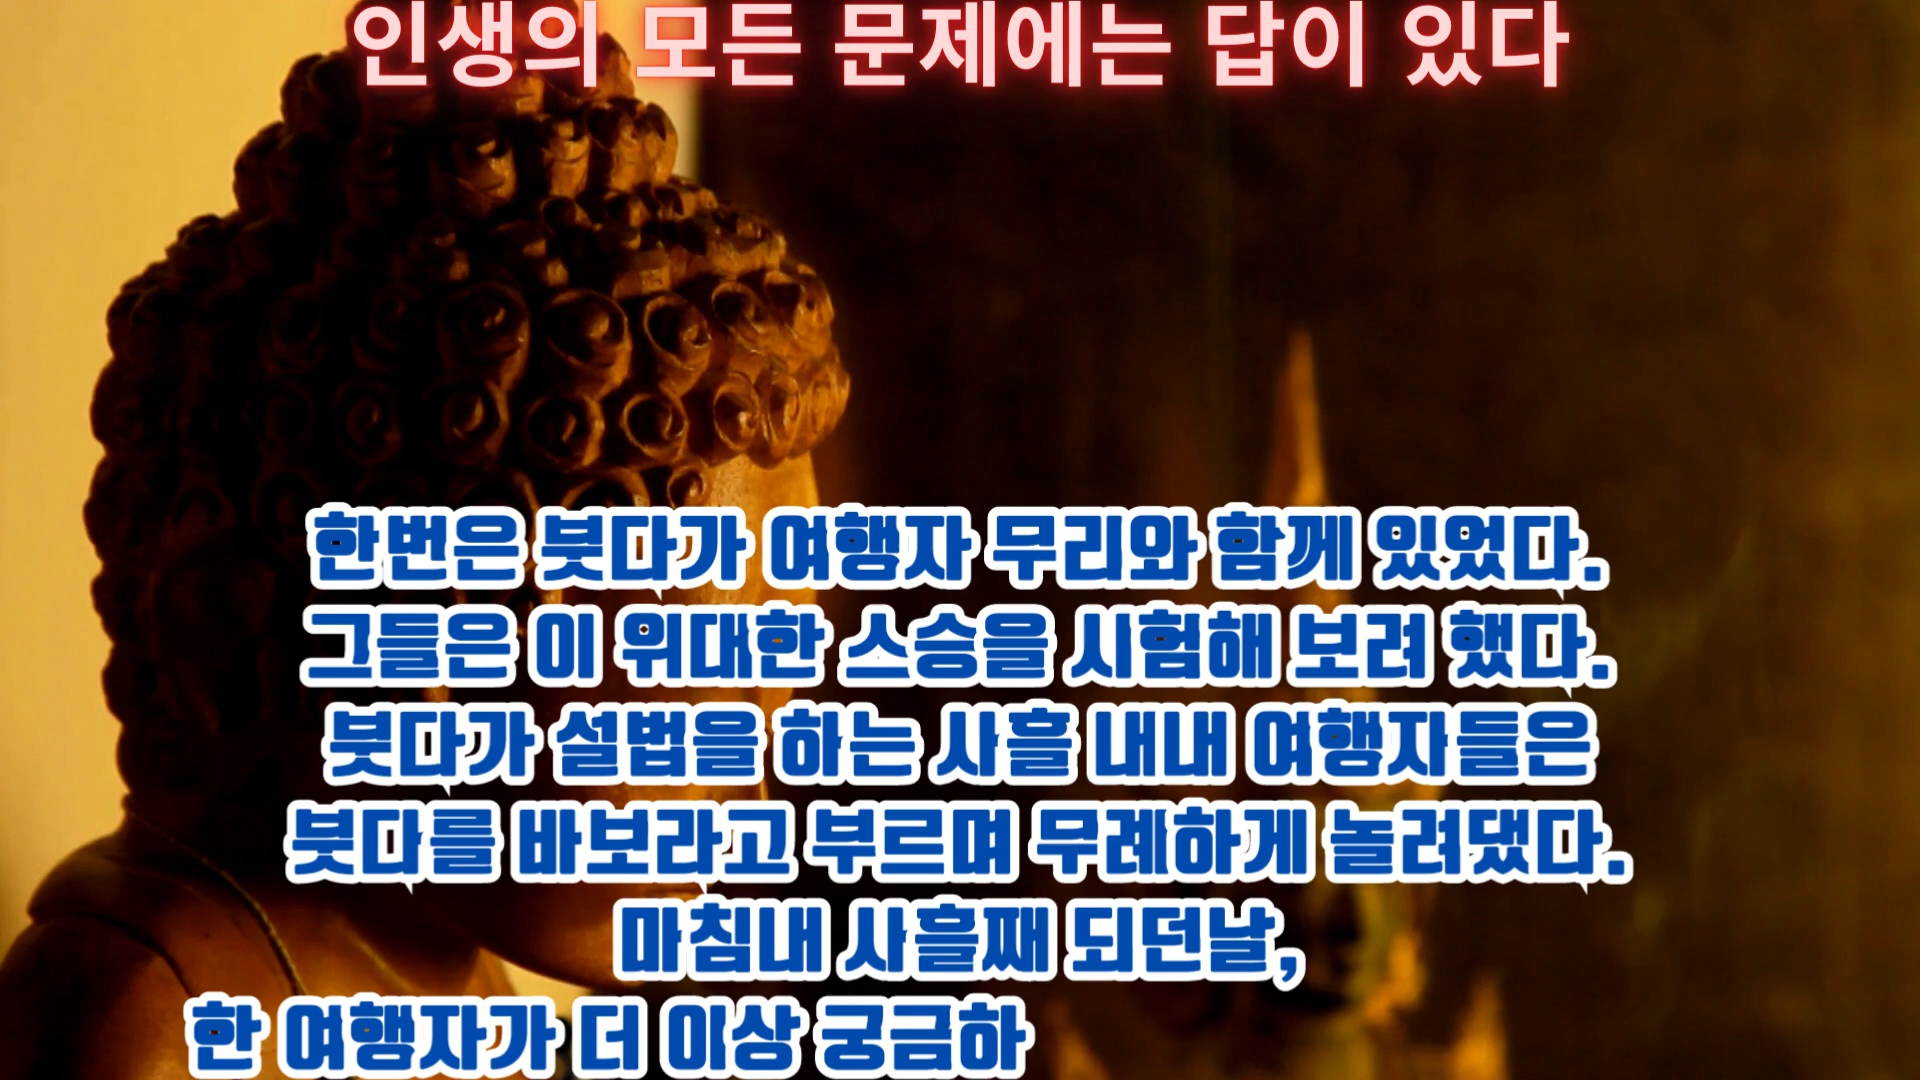 인생의 모든 문제에는 답이 있다
한번은 붓다가 여행자 무리와 함께 있었다.
그들은 이 위대한 스승을 시험해 보려 했다.
붓다가 설법을 하는 사흘 내내 여행자들은
붓다를 바보라고 부르며 무례하게 놀려댔다.
마침내 사흘째 되던날,
한 여행자가 더 이상 궁금하